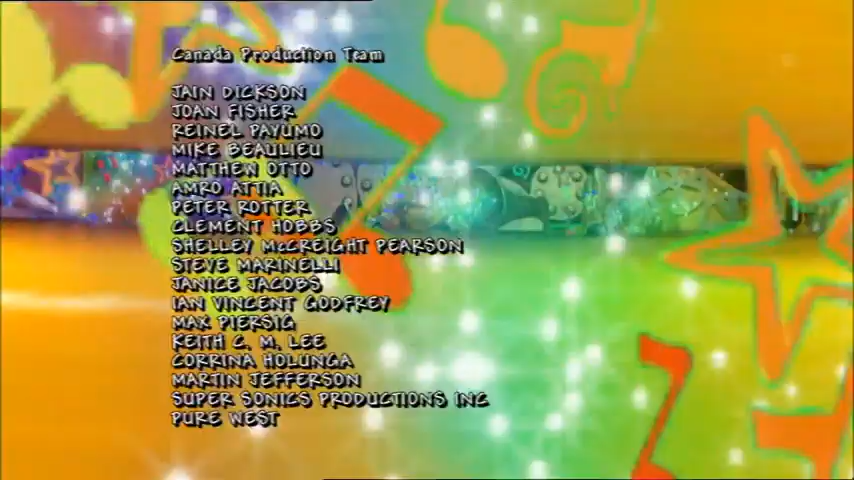 Canada Production Team
JAIN DICKSON
JOAN FISHER
REINEL PAYUMO
MIKE BEAULIEU
MATTHEW OTTO
AMRO ATTIA
PETER ROTTER
CLEMENT HOBBS
SHELLEY McCREIGHT PEARSON
STEVE MARINELLI
JANICE JACOBS
IAN VINCENT GODFREY
MAX PIERSIG
KEITH C. M. LEE
CORRINA HOLUNGA
MARTIN JEFFERSON
SUPER SONICS PRODUCTIONS INC
PURE WEST